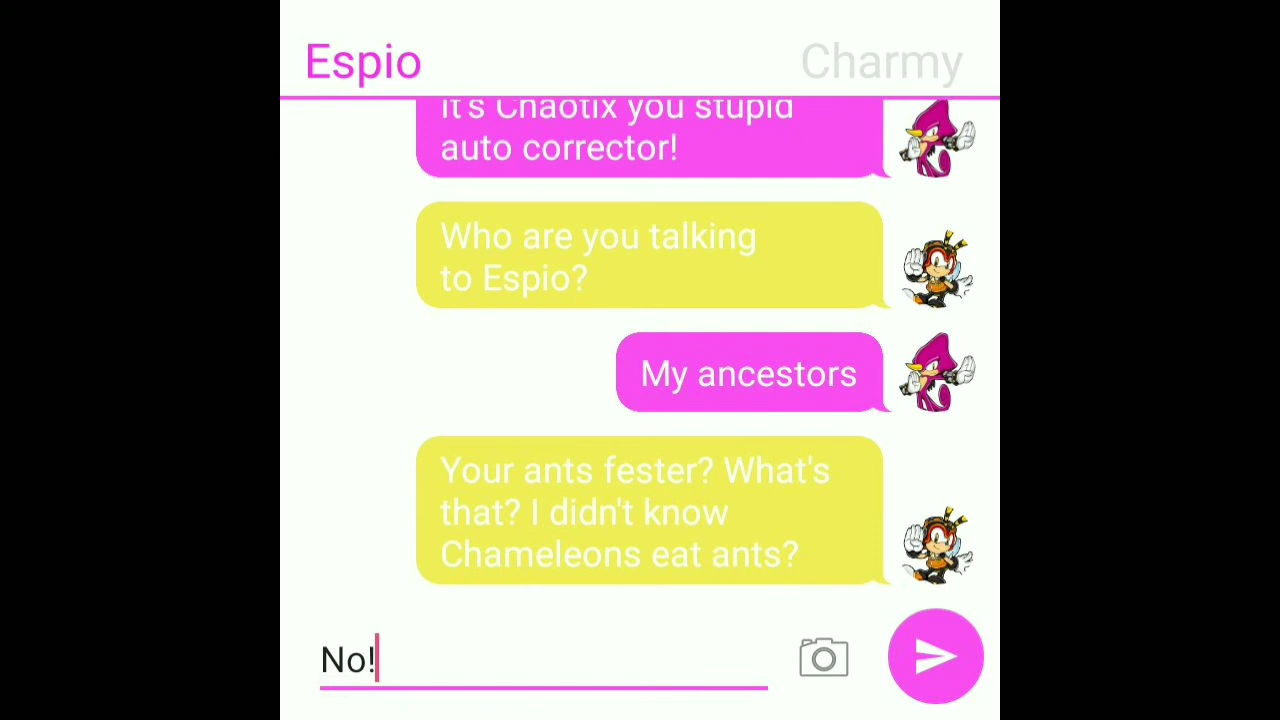 Espio
Charmy
It's Chaotix you stupid
auto corrector!
Who are you talking
to Espio?
My ancestors
Your ants fester? What's
that? I didn't know
Chameleons eat ants?
No!